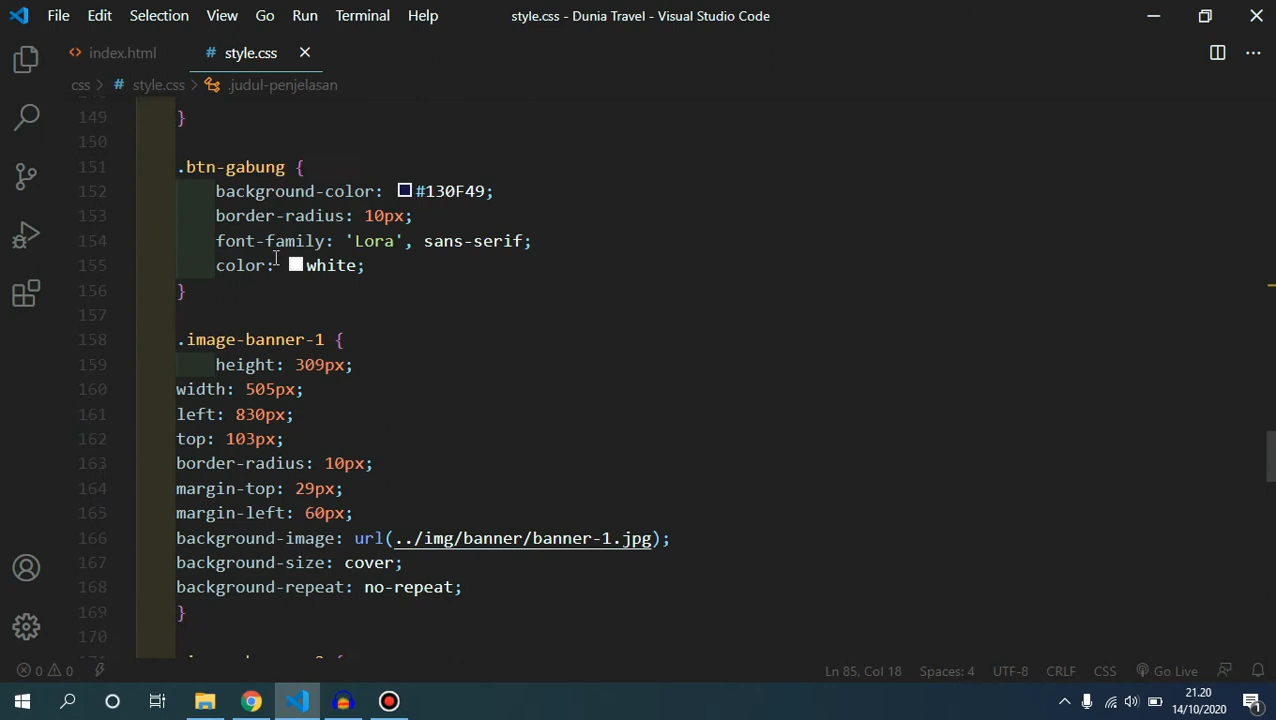 File Edit Selection View Go Run Terminal Help style.css - Dunia Travel - Visual Studio Code
index.html # style.css
css > # style.css > .judul-penjelasan
149 }
150
151 .btn-gabung {
152 background-color: #130F49;
153 border-radius: 10px;
154 font-family: 'Lora', sans-serif;
155 color: white;
156 }
157
158 .image-banner-1 {
159 height: 309px;
160 width: 505px;
161 left: 830px;
162 top: 103px;
163 border-radius: 10px;
164 margin-top: 29px;
165 margin-left: 60px;
166 background-image: url(../img/banner/banner-1.jpg);
167 background-size: cover;
168 background-repeat: no-repeat;
169 }
170
0 0 Ln 85, Col 18 Spaces: 4 UTF-8 CRLF CSS Go Live
21.20
14/10/2020
1